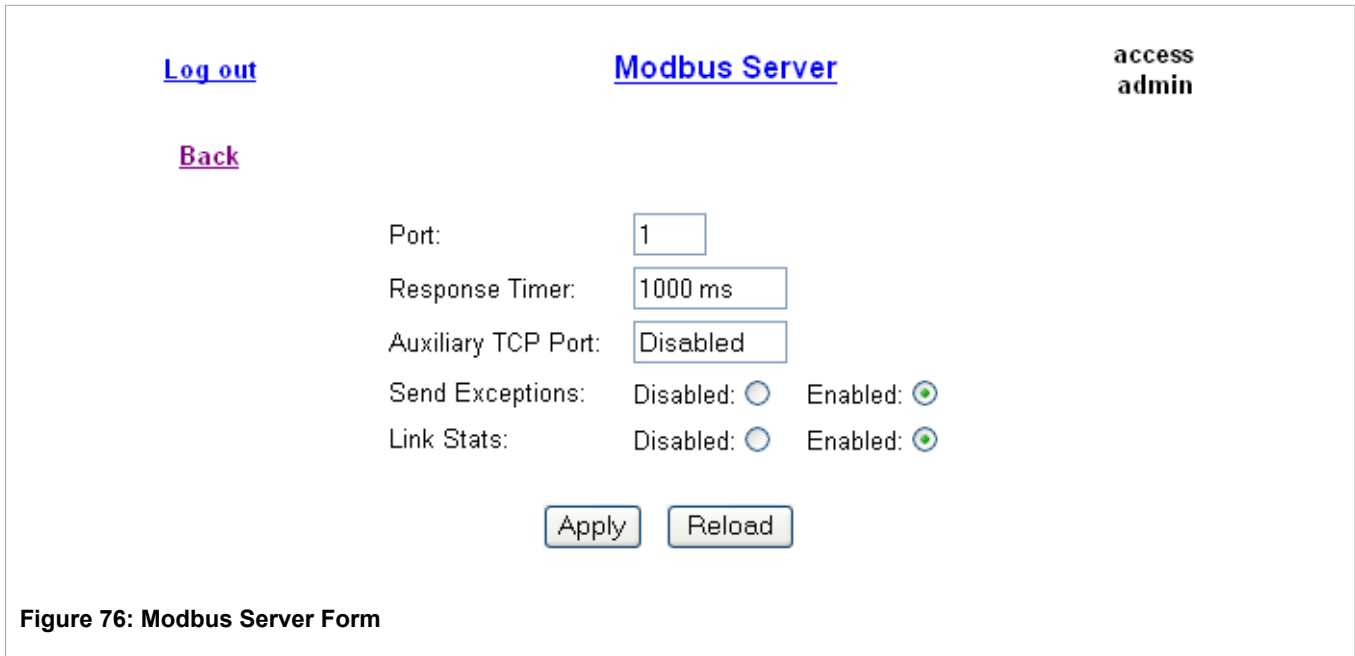 Log out
Modbus Server
access
admin
Back
Port: 1
Response Timer: 1000 ms
Auxiliary TCP Port: Disabled
Send Exceptions: Disabled: Enabled:
Link Stats: Disabled: Enabled:
Apply Reload
Figure 76: Modbus Server Form